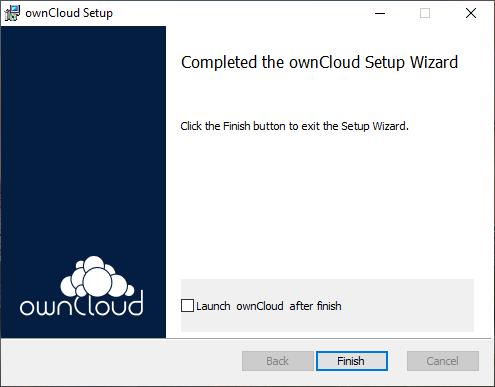 ownCloud Setup
Completed the ownCloud Setup Wizard
Click the Finish button to exit the Setup Wizard.
ownCloud
Launch ownCloud after finish
Back
Finish
Cancel